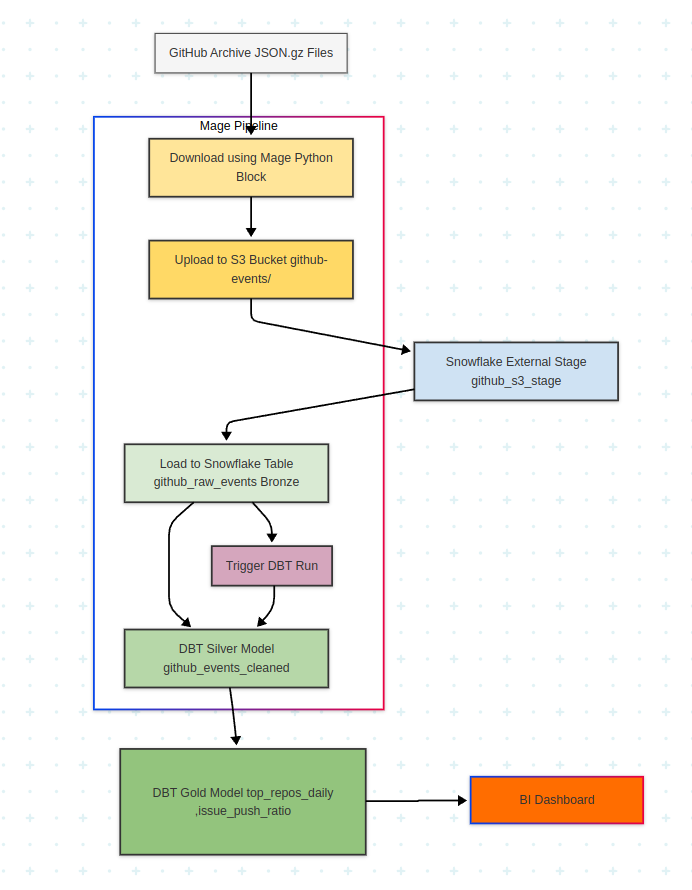 GitHub Archive JSON.gz Files
Mage Pipeline
Download using Mage Python
Block
Upload to S3 Bucket github-
events/
Snowflake External Stage
github_s3_stage
Load to Snowflake Table
github_raw_events Bronze
Trigger DBT Run
DBT Silver Model
github_events_cleaned
DBT Gold Model top_repos_daily
,issue_push_ratio
BI Dashboard